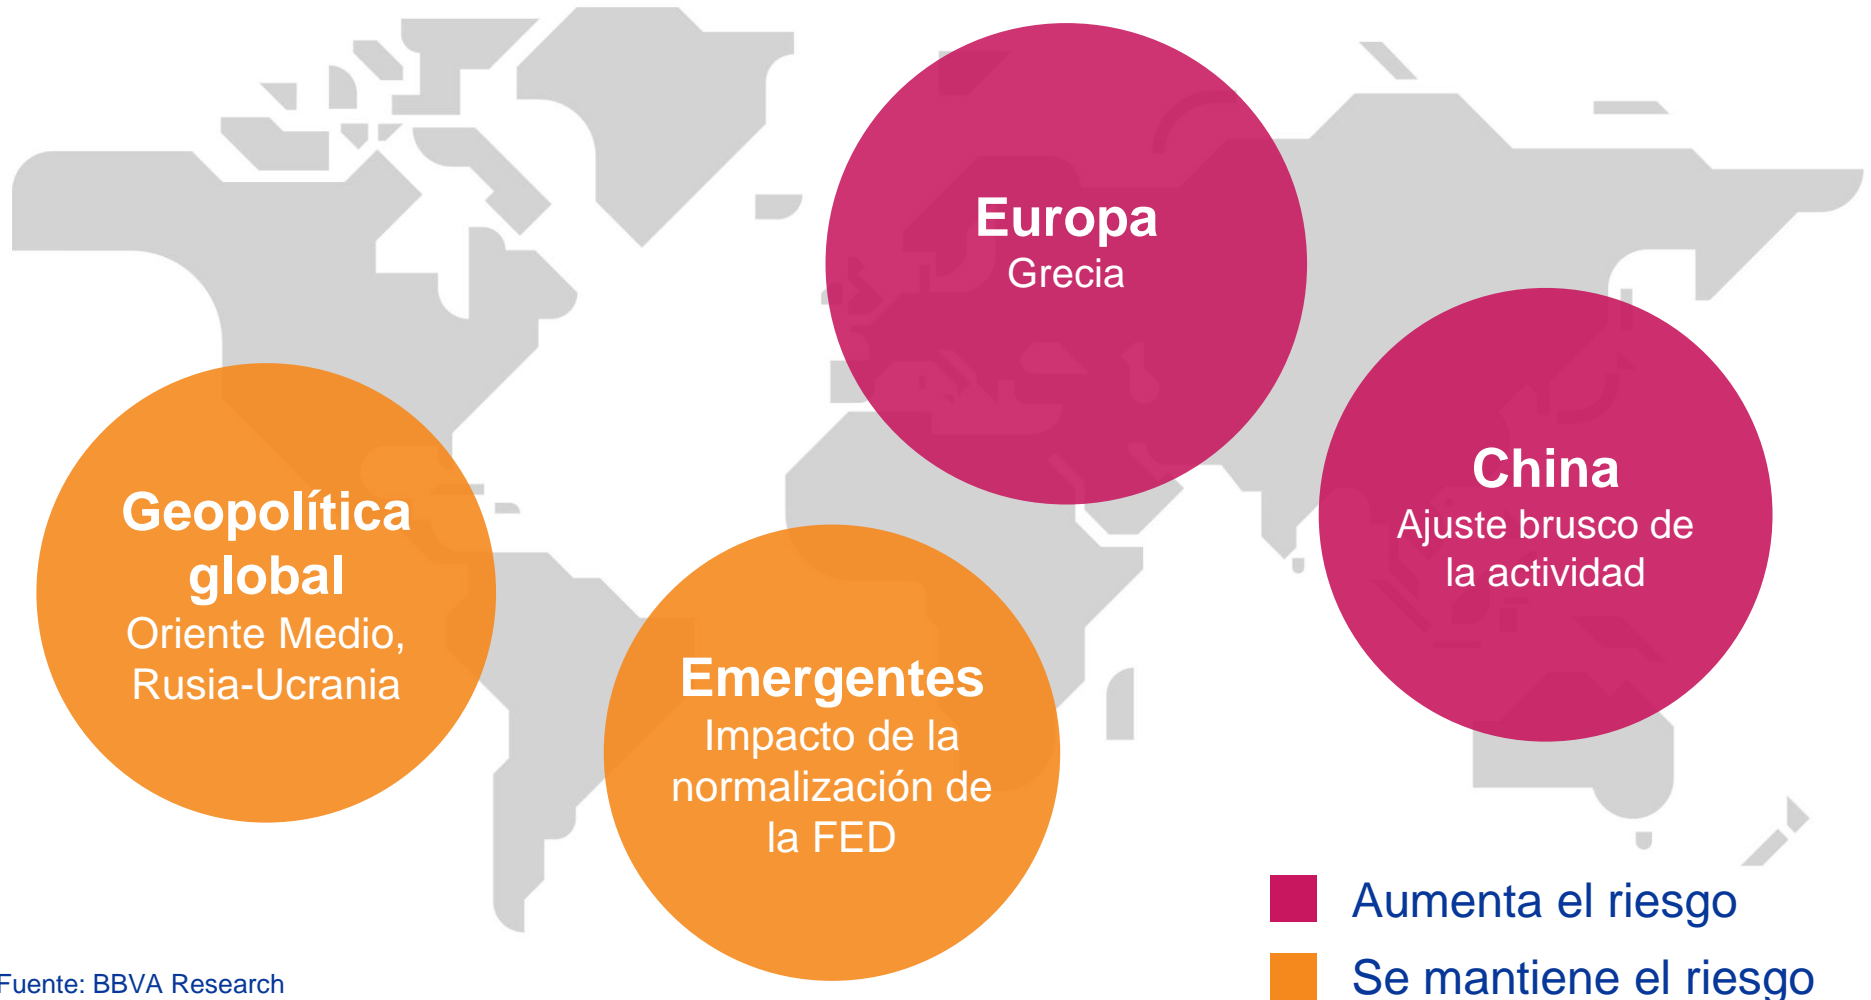 Europa
Grecia
China
Ajuste brusco de
la actividad
Geopolítica
global
Oriente Medio,
Rusia-Ucrania
Emergentes
Impacto de la
normalización de
la FED
Aumenta el riesgo
Se mantiene el riesgo
Fuente: BBVA Research